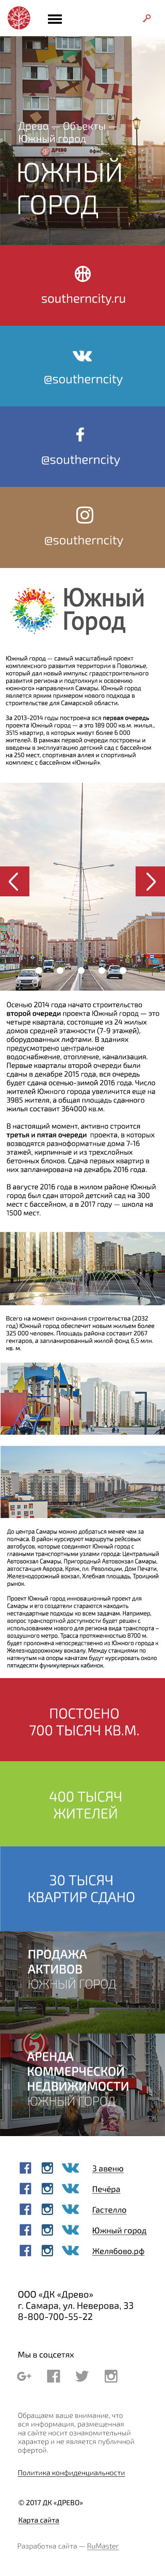 Древо — Объекты —
Южный город
ЮЖНЫЙ
ГОРОД
southerncity.ru
@southerncity
@southerncity
@southerncity
Южный
Город
Южный город — самый масштабный проект
комплексного развития территории в Поволжье,
который дал новый импульс градостроительного
развития региона и подтолкнул к освоению
«южного» направления Самары. Южный город
является ярким примером нового подхода в
строительстве для Самарской области.
За 2013-2014 годы построена вся первая очередь
проекта Южный город — а это 189 000 кв.м. жилья.,
3515 квартир, в которых живут более 6 000
жителей. В рамках первой очереди построены и
введены в эксплуатацию детский сад с бассейном
на 250 мест, спортивная аллея и спортивный
комплекс с бассейном «Южный».
Осенью 2014 года начато строительство
второй очереди проекта Южный город — это
четыре квартала, состоящие из 24 жилых
домов средней этажности (7-9 этажей),
оборудованных лифтами. В здании
предусмотрено центральное
водоснабжение, отопление, канализация.
Первые квартиры второй очереди были
сданы в декабре 2015 года, вся очередь
будет сдана осенью-зимой 2016 года. Число
жителей Южного города увеличится еще на
3985 квартир, а общая площадь сданного
жилья составит 364000 кв.м.
В настоящий момент, активно строится
третья и пятая очереди проекта, в которых
возводятся разноформатные дома 7-16
этажей, кирпичные и из трехслойных
бетонных блоков. Сдача первых квартир в
них запланирована на декабрь 2016 года.
В августе 2016 года в жилом районе Южный
город был сдан второй детский сад на 300
мест с бассейном, а в 2017 году — школа на
1500 мест.
Всего на момент окончания строительства (2032
год) Южный город обеспечит новым жильем более
325 000 человек. Площадь района составит 2067
гектаров, а запланированный жилой фонд 6,5 млн.
кв. м.
До центра Самары можно добраться менее чем за
полчаса. В район курсируют маршруты рейсовых
автобусов, которые соединяют Южный город с
главными транспортными узлами города: Центральный
Автовокзал Самары, Пригородный Автовокзал Самары,
автостанция Аврора, Кряж, пл. Революции, Дом Печати,
Железнодорожный вокзал, Хлебная площадь, Троицкий
рынок.
Проект Южный город инновационный проект для
Самары и его создатели стараются находить
нестандартные подходы ко всем задачам. Например,
вопрос транспортной доступности будет решён с
использованием нового для региона вида транспорта –
воздушного метро. Трасса протяженностью 8700 м.
будет проложена непосредственно из Южного города к
Железнодорожному вокзалу. Между станциями по
натянутым на опоры канатам будут курсировать около
пятидесяти фуникулерных кабинок.
ПОСТОЕНО
700 ТЫСЯЧ КВ.М.
400 ТЫСЯЧ
ЖИТЕЛЕЙ
30 ТЫСЯЧ
КВАРТИР СДАНО
ПРОДАЖА
АКТИВОВ
ЮЖНЫЙ ГОРОД
АРЕНДА
КОММЕРЧЕСКОЙ
НЕДВИЖИМОСТИ
ЮЖНЫЙ ГОРОД
3 авеню
Печёра
Гастелло
Южный город
Желябово.рф
ООО «ДК «Древо»
г. Самара, ул. Неверова, 33
8-800-700-55-22
Мы в соцсетях
Обращаем ваше внимание, что
вся информация, размещенная
на сайте носит ознакомительный
характер и не является публичной
офертой.
Политика конфиденциальности
© 2017 ДК «ДРЕВО»
Карта сайта
Разработка сайта — RuMaster